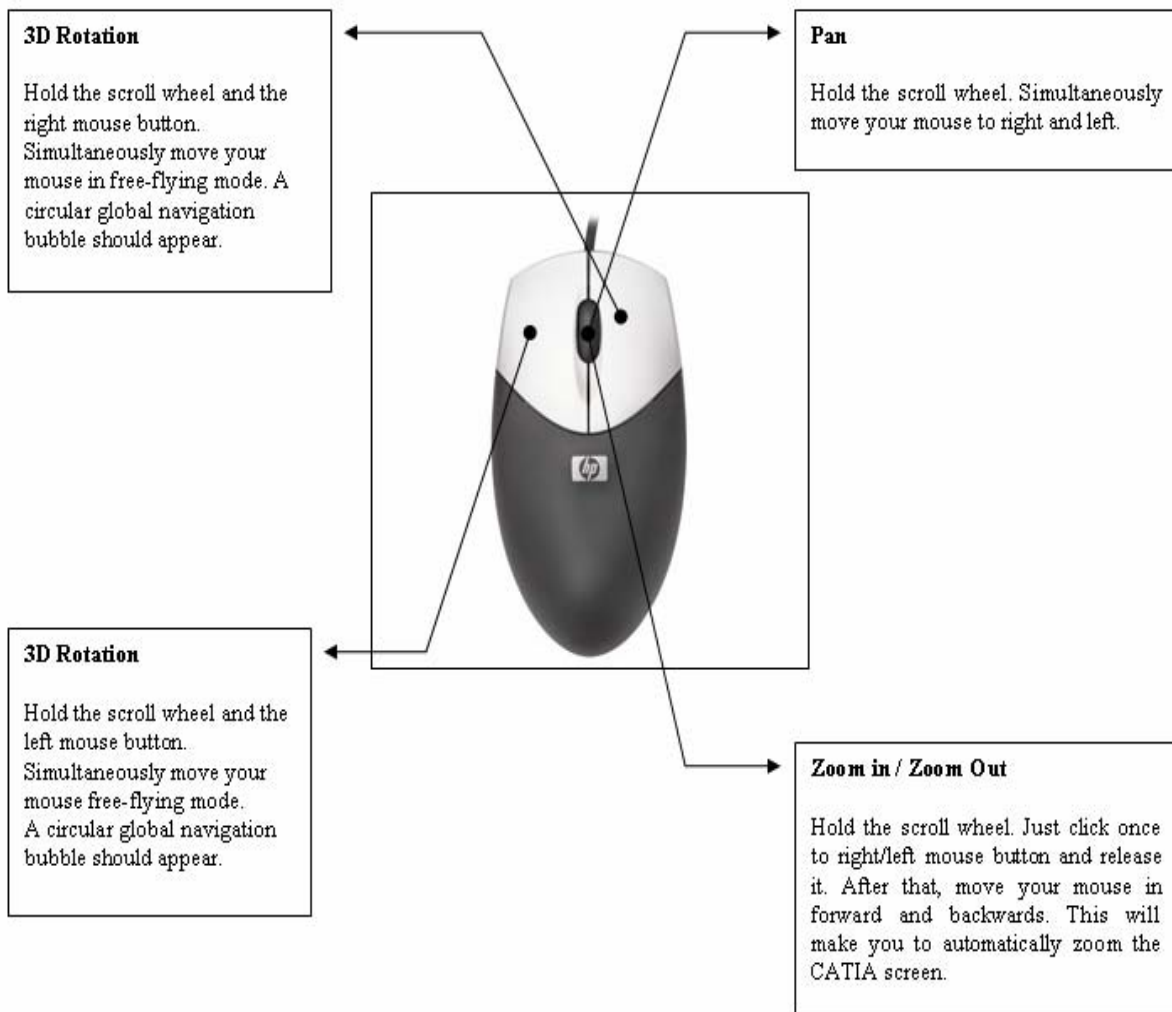 3D Rotation
Hold the scroll wheel and the
right mouse button.
Simultaneously move your
mouse in free-flying mode. A
circular global navigation
bubble should appear.
Pan
Hold the scroll wheel. Simultaneously
move your mouse to right and left.
hp
3D Rotation
Hold the scroll wheel and the
left mouse button.
Simultaneously move your
mouse free-flying mode.
A circular global navigation
bubble should appear.
Zoom in / Zoom Out
Hold the scroll wheel. Just click once
to right/left mouse button and release
it. After that, move your mouse in
forward and backwards. This will
make you to automatically zoom the
CATIA screen.